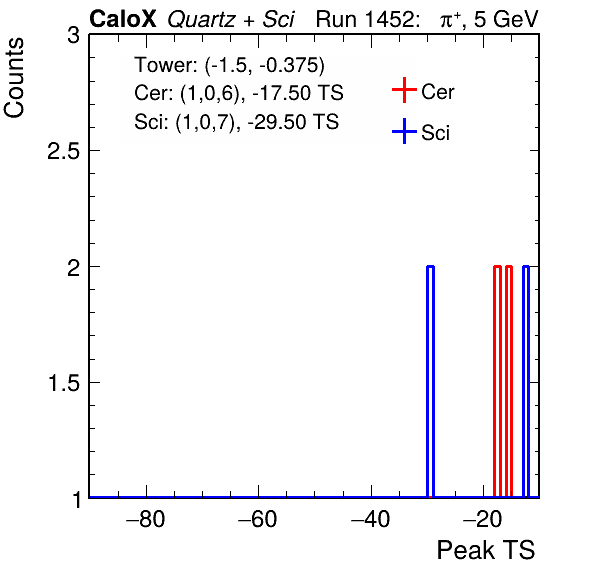 CaloX Quartz + Sci Run 1452: π⁺, 5 GeV
Counts
3
2.5
2
1.5
1
Tower: (-1.5, -0.375)
Cer: (1,0,6), -17.50 TS
Sci: (1,0,7), -29.50 TS
Cer
Sci
−80 −60 −40 −20
Peak TS